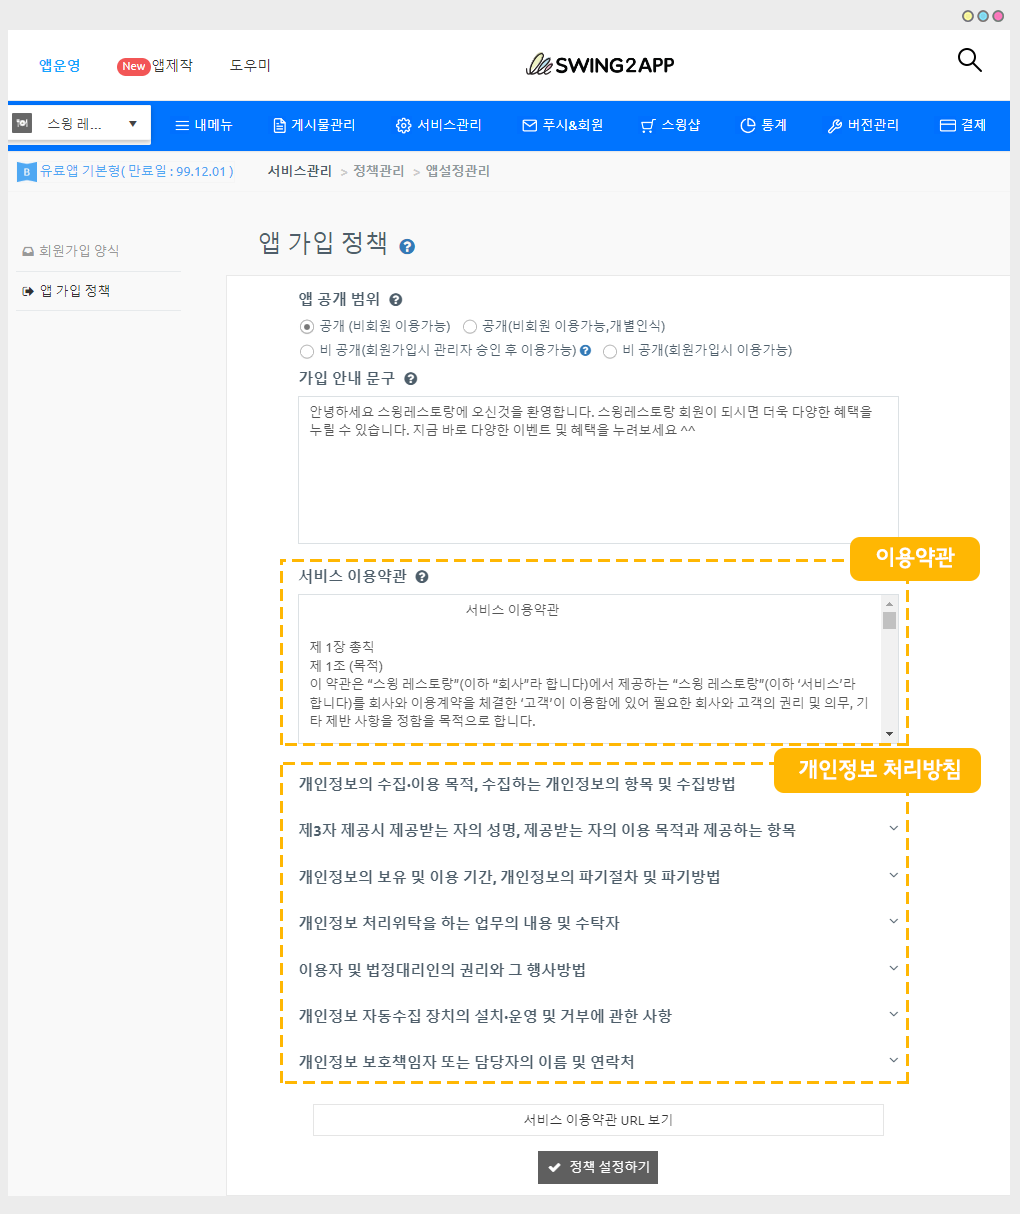 앱운영
New 앱제작
도우미
SWING2APP
스윙 레...
내메뉴
게시물관리
서비스관리
푸시&회원
스윙샵
통계
버전관리
결제
B 유료앱 기본형( 만료일 : 99.12.01 )
서비스관리 > 정책관리 > 앱설정관리
회원가입 양식
앱 가입 정책
앱 가입 정책 ?
앱 공개 범위 ?
공개 (비회원 이용가능) 공개(비회원 이용가능,개별인식)
비 공개(회원가입시 관리자 승인 후 이용가능) ? 비 공개(회원가입시 이용가능)
가입 안내 문구 ?
안녕하세요 스윙레스토랑에 오신것을 환영합니다. 스윙레스토랑 회원이 되시면 더욱 다양한 혜택을
누릴 수 있습니다. 지금 바로 다양한 이벤트 및 혜택을 누려보세요 ^^
이용약관
서비스 이용약관 ?
서비스 이용약관
제 1장 총칙
제 1조 (목적)
이 약관은 “스윙 레스토랑”(이하 “회사”라 합니다)에서 제공하는 “스윙 레스토랑”(이하 ‘서비스’라
합니다)를 회사와 이용계약을 체결한 ‘고객’이 이용함에 있어 필요한 회사와 고객의 권리 및 의무, 기
타 제반 사항을 정함을 목적으로 합니다.
개인정보 처리방침
개인정보의 수집·이용 목적, 수집하는 개인정보의 항목 및 수집방법
제3자 제공시 제공받는 자의 성명, 제공받는 자의 이용 목적과 제공하는 항목
개인정보의 보유 및 이용 기간, 개인정보의 파기절차 및 파기방법
개인정보 처리위탁을 하는 업무의 내용 및 수탁자
이용자 및 법정대리인의 권리와 그 행사방법
개인정보 자동수집 장치의 설치·운영 및 거부에 관한 사항
개인정보 보호책임자 또는 담당자의 이름 및 연락처
서비스 이용약관 URL 보기
정책 설정하기